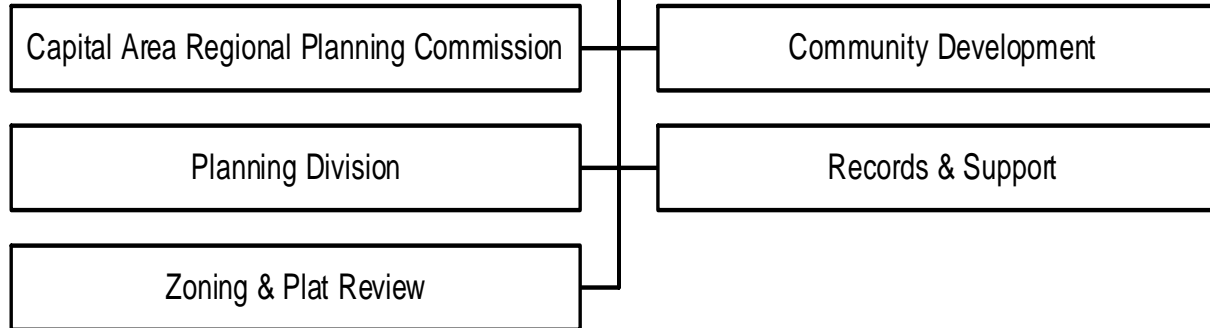 Capital Area Regional Planning Commission
Community Development
Planning Division
Records & Support
Zoning & Plat Review